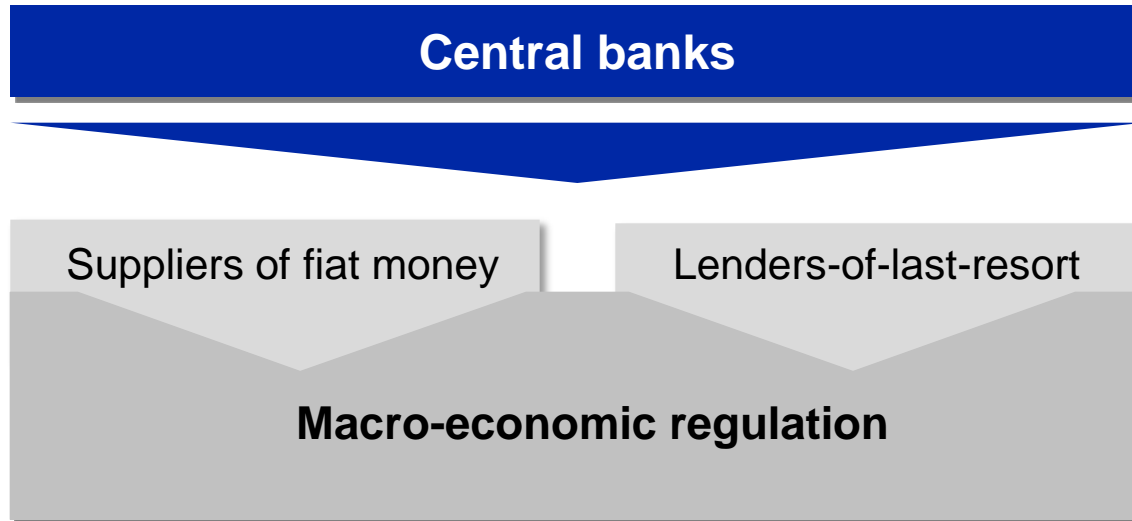 Central banks
Suppliers of fiat money
Lenders-of-last-resort
Macro-economic regulation